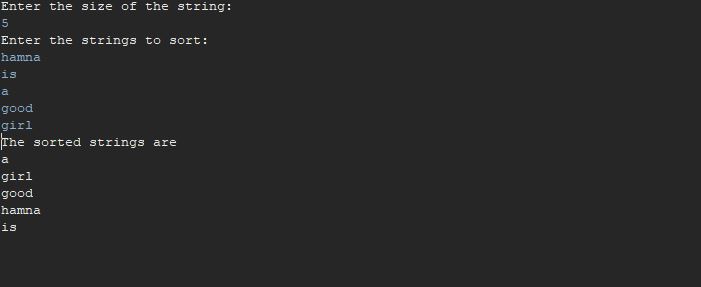 Enter the size of the string:
5
Enter the strings to sort:
hamna
is
a
good
girl
The sorted strings are
a
girl
good
hamna
is